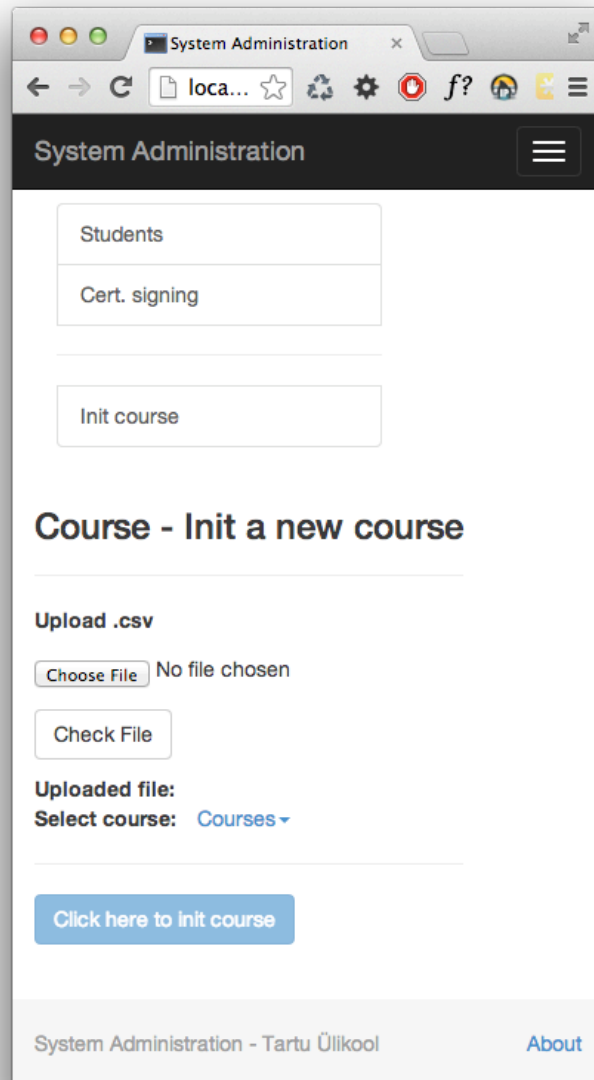 System Administration
loca... f?
System Administration
Students
Cert. signing
Init course
Course - Init a new course
Upload .csv
Choose File No file chosen
Check File
Uploaded file:
Select course: Courses
Click here to init course
System Administration - Tartu Ülikool About